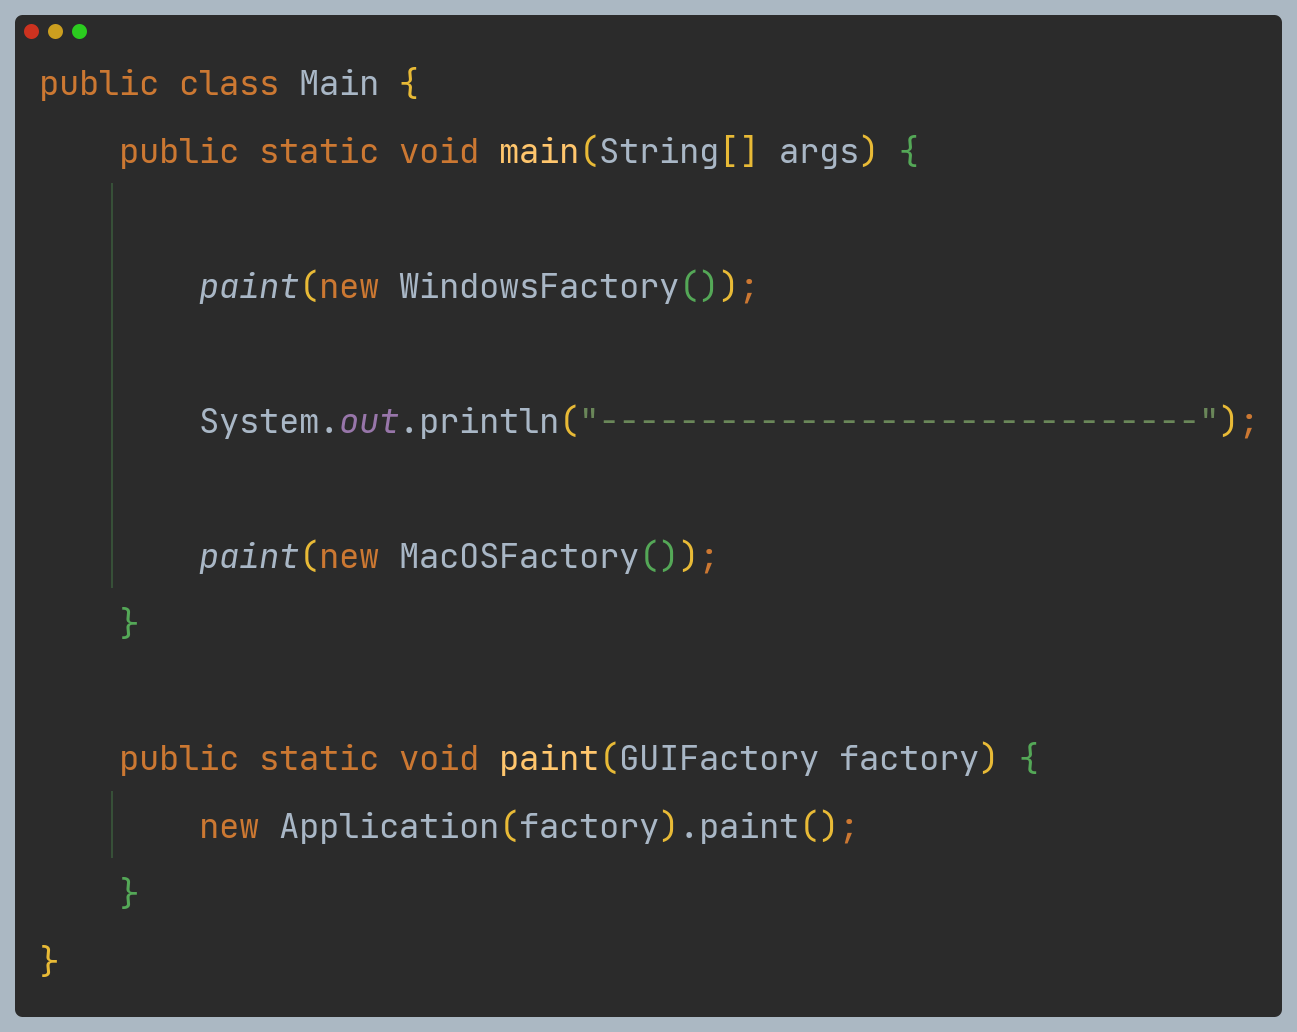 public class Main {
    public static void main(String[] args) {
        paint(new WindowsFactory());
        System.out.println("------------------------------");
        paint(new MacOSFactory());
    }
    public static void paint(GUIFactory factory) {
        new Application(factory).paint();
    }
}